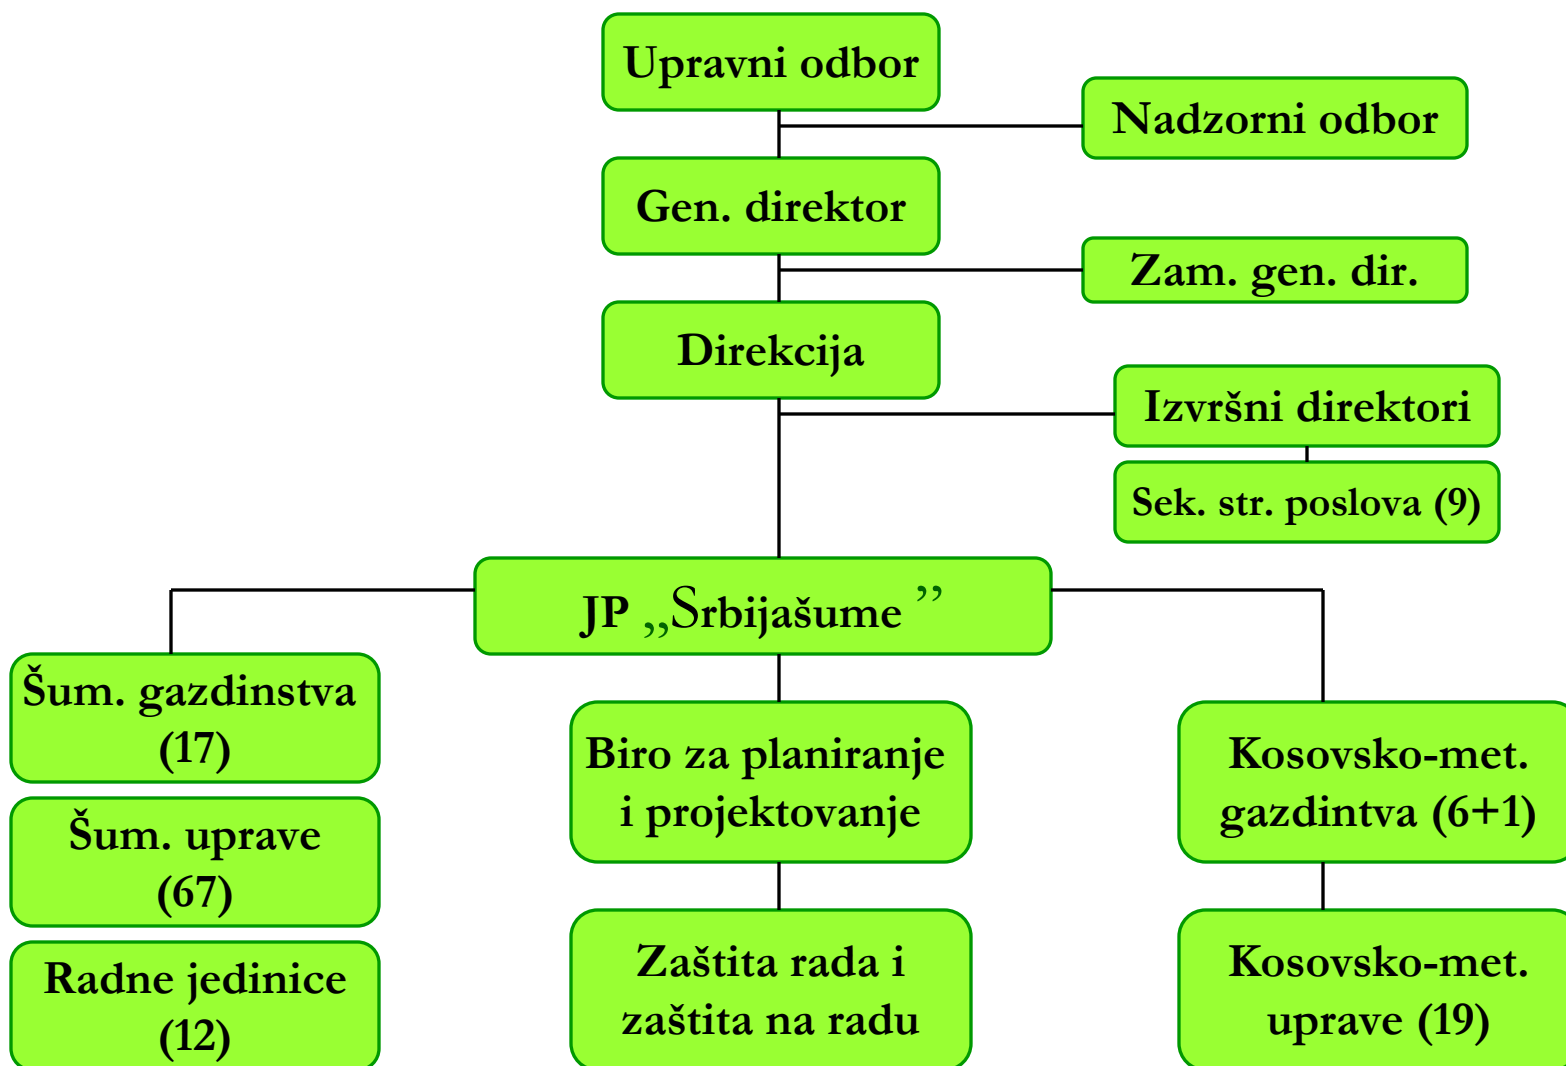 Upravni odbor
Nadzorni odbor
Gen. direktor
Zam. gen. dir.
Direkcija
Izvršni direktori
Sek. str. poslova (9)
JP „Srbijašume ”
Šum. gazdinstva
(17)
Šum. uprave
(67)
Radne jedinice
(12)
Biro za planiranje
i projektovanje
Zaštita rada i
zaštita na radu
Kosovsko-met.
gazdintva (6+1)
Kosovsko-met.
uprave (19)